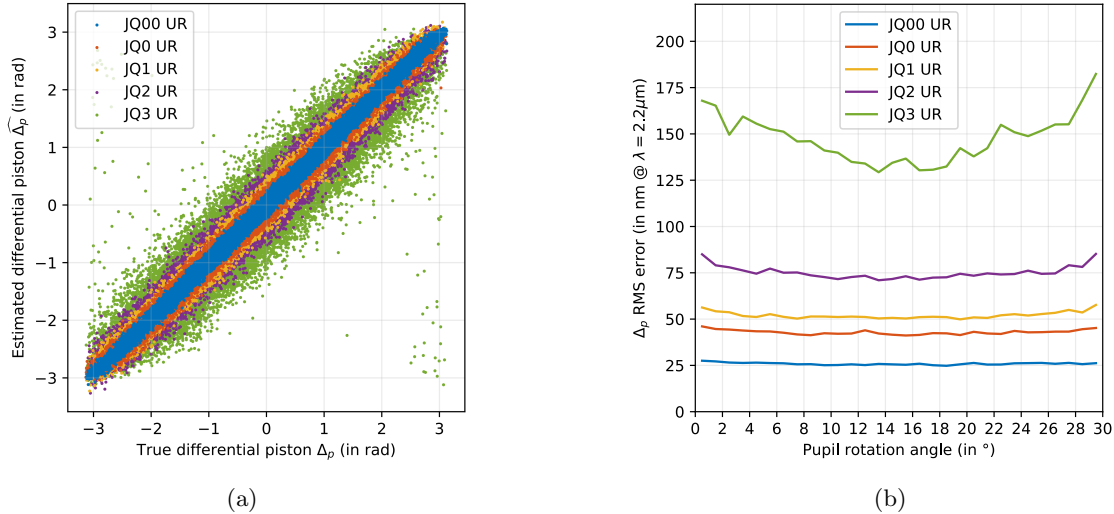 JQ00 UR
JQ0 UR
JQ1 UR
JQ2 UR
JQ3 UR
3
2
1
0
−1
−2
−3
−3
−2
−1
0
1
2
3
Estimated differential piston \widehat{Δ_p} (in rad)
True differential piston Δ_p (in rad)
(a)
JQ00 UR
JQ0 UR
JQ1 UR
JQ2 UR
JQ3 UR
200
175
150
125
100
75
50
25
0
0 2 4 6 8 10 12 14 16 18 20 22 24 26 28 30
Δ_p RMS error (in nm @ λ = 2.2μm)
Pupil rotation angle (in °)
(b)